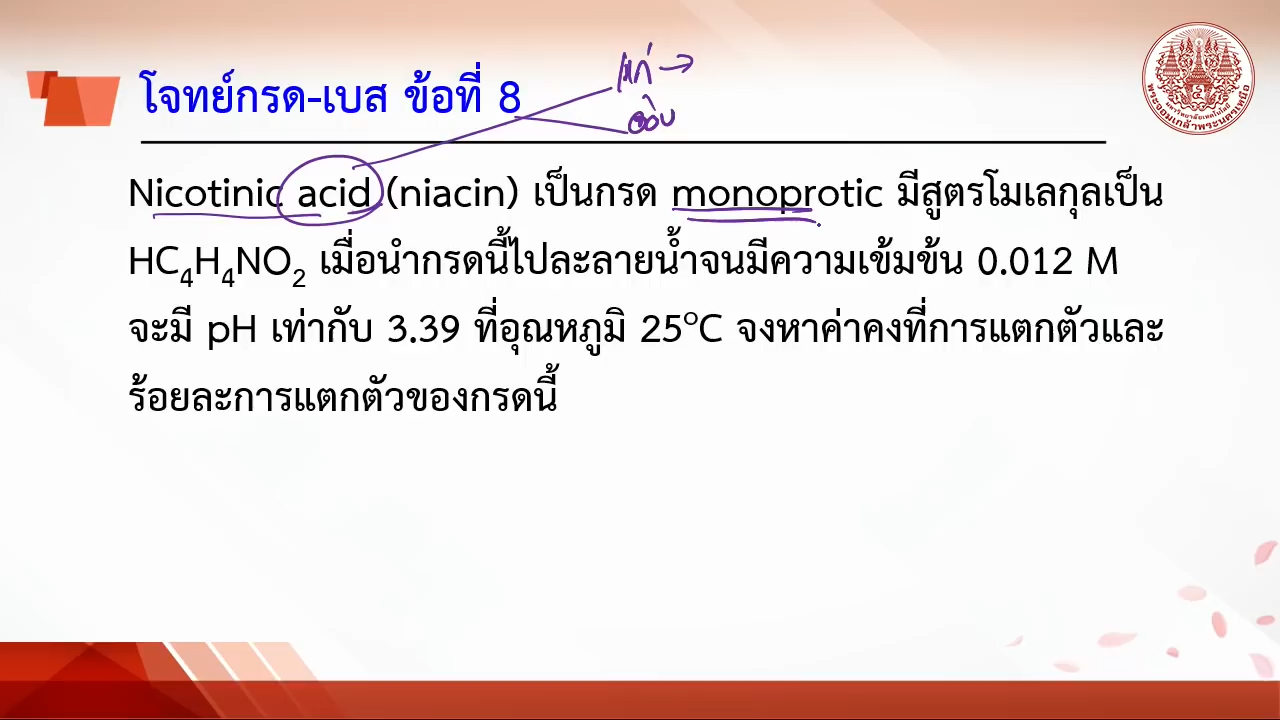 โจทย์กรด-เบส ข้อที่ 8
แก่ →
อ่อน
Nicotinic acid (niacin) เป็นกรด monoprotic มีสูตรโมเลกุลเป็น
HC₄H₄NO₂ เมื่อนำกรดนี้ไปละลายน้ำจนมีความเข้มข้น 0.012 M
จะมี pH เท่ากับ 3.39 ที่อุณหภูมิ 25°C จงหาค่าคงที่การแตกตัวและ
ร้อยละการแตกตัวของกรดนี้